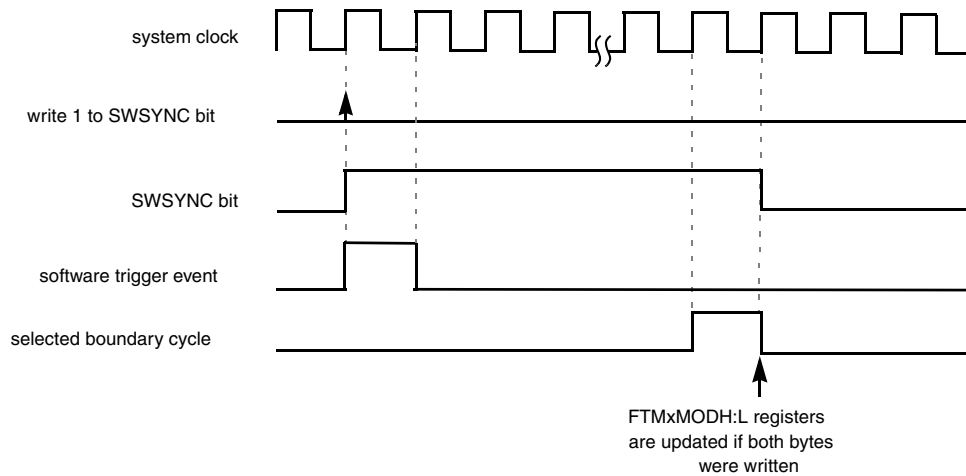 system clock
write 1 to SWSYNC bit
SWSYNC bit
software trigger event
selected boundary cycle
FTMxMODH:L registers
are updated if both bytes
were written